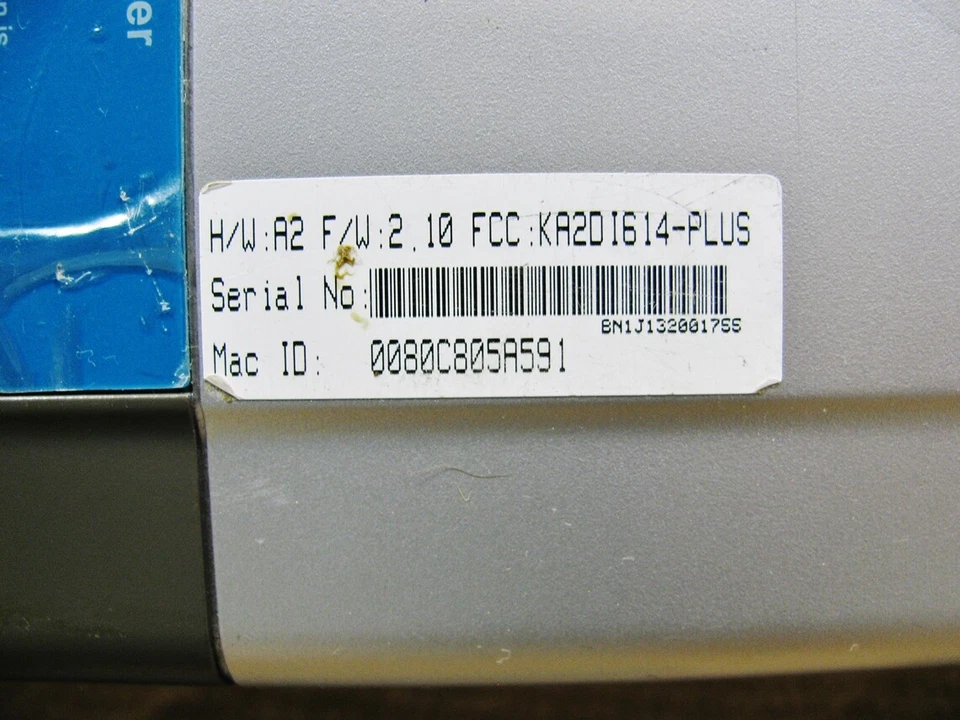 H/W:A2 F/W:2.10 FCC:KA2DI614-PLUS
Serial No:
BN1J132001755
Mac ID: 0080C805A591